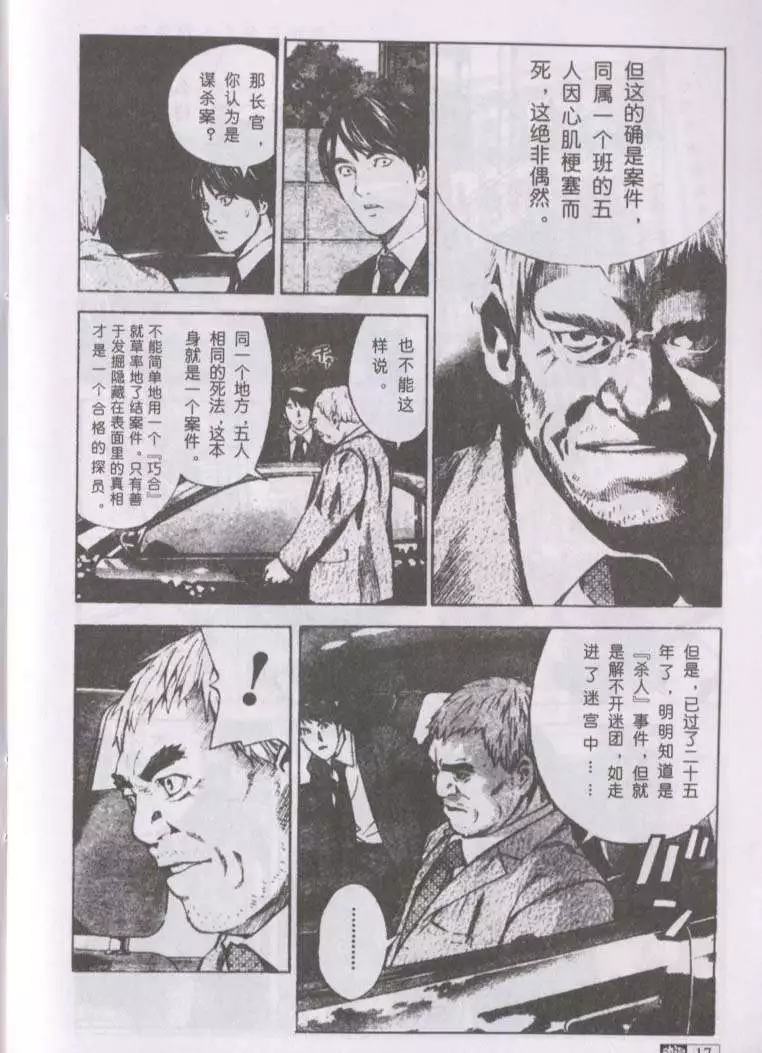 但这的确是案件，
同属一个班的五
人因心肌梗塞而
死，这绝非偶然。
那长官，
你认为是
谋杀案？
也不能这
样说。
同一个地方，五人
相同的死法，这本
身就是一个案件。
不能简单地用一个『巧合』
就草率地了结案件。只有善
于发掘隐藏在表面里的真相
才是一个合格的探员。
但是，已过了二十五
年了，明明知道是
『杀人』事件，但就
是解不开迷团，如走
进了迷宫中……
…………
！
17